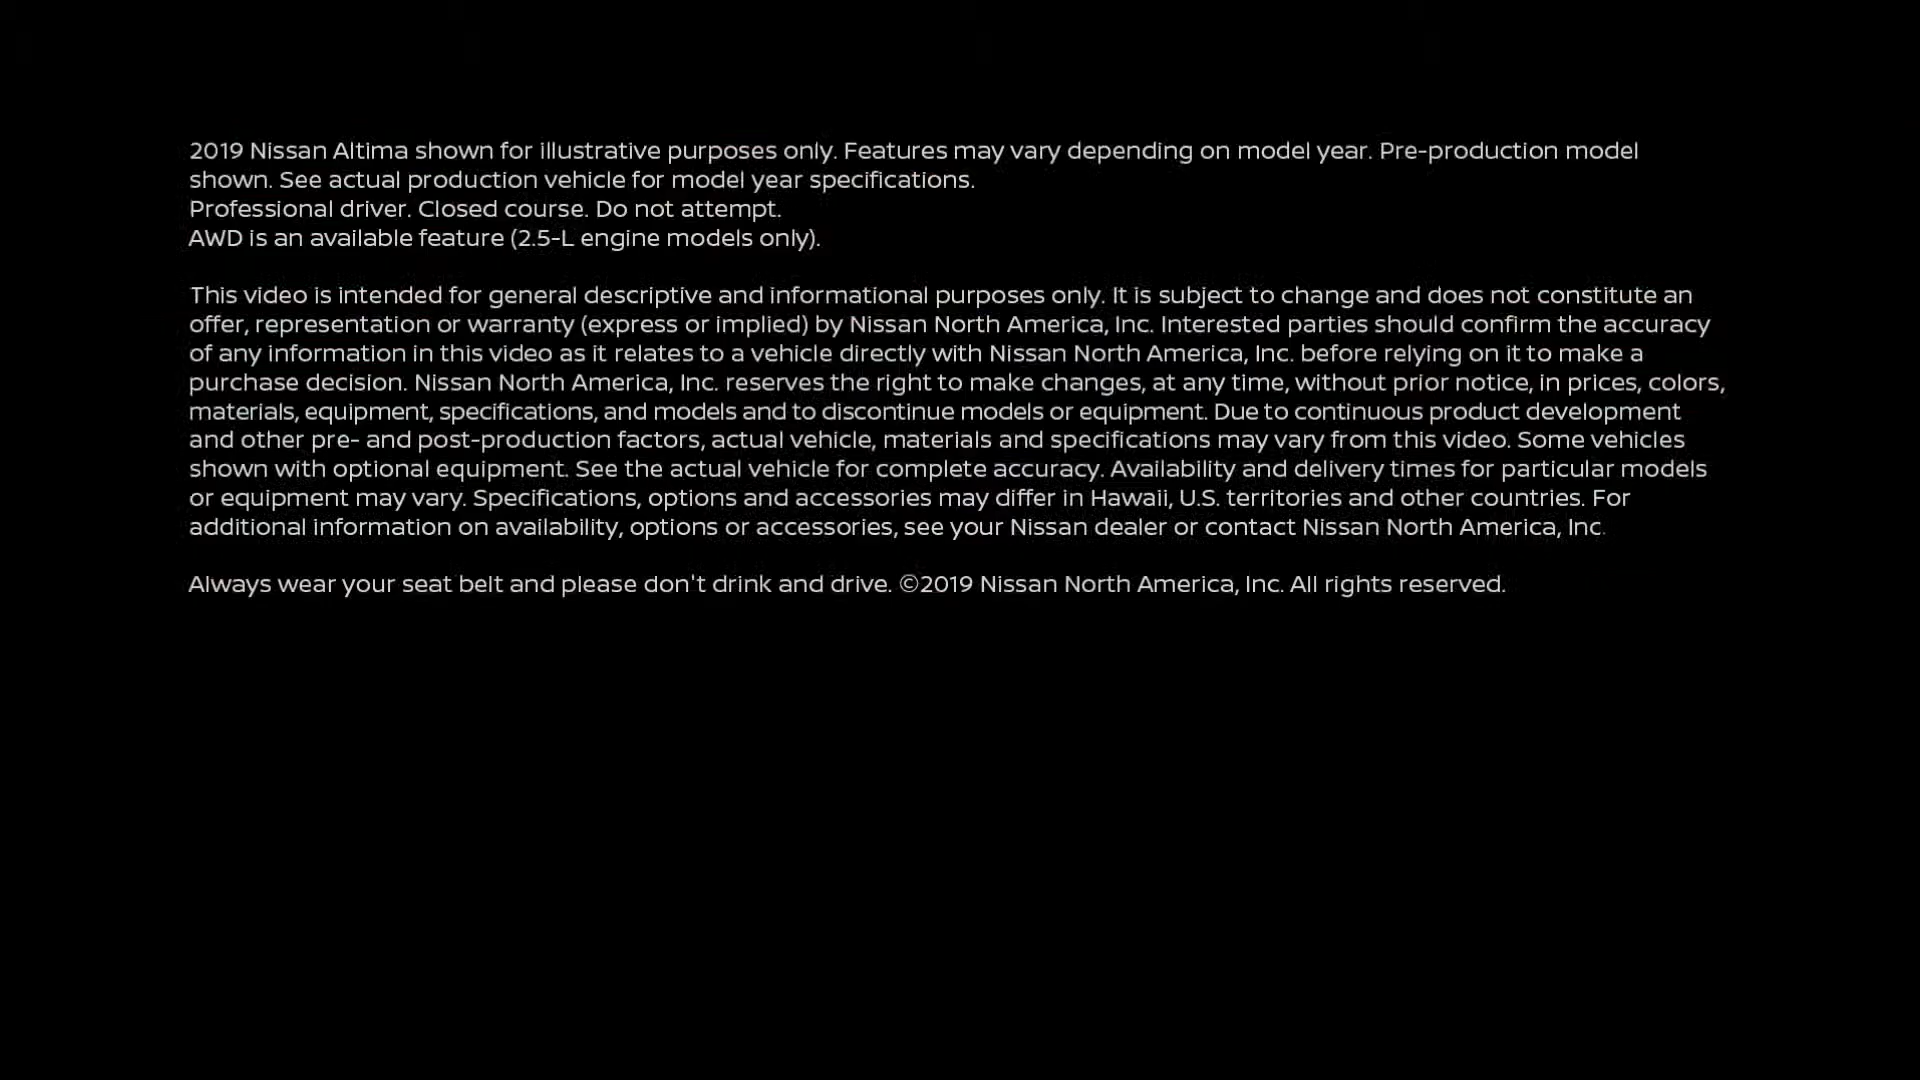 2019 Nissan Altima shown for illustrative purposes only. Features may vary depending on model year. Pre-production model
shown. See actual production vehicle for model year specifications.
Professional driver. Closed course. Do not attempt.
AWD is an available feature (2.5-L engine models only).
This video is intended for general descriptive and informational purposes only. It is subject to change and does not constitute an
offer, representation or warranty (express or implied) by Nissan North America, Inc. Interested parties should confirm the accuracy
of any information in this video as it relates to a vehicle directly with Nissan North America, Inc. before relying on it to make a
purchase decision. Nissan North America, Inc. reserves the right to make changes, at any time, without prior notice, in prices, colors,
materials, equipment, specifications, and models and to discontinue models or equipment. Due to continuous product development
and other pre- and post-production factors, actual vehicle, materials and specifications may vary from this video. Some vehicles
shown with optional equipment. See the actual vehicle for complete accuracy. Availability and delivery times for particular models
or equipment may vary. Specifications, options and accessories may differ in Hawaii, U.S. territories and other countries. For
additional information on availability, options or accessories, see your Nissan dealer or contact Nissan North America, Inc.
Always wear your seat belt and please don't drink and drive. ©2019 Nissan North America, Inc. All rights reserved.